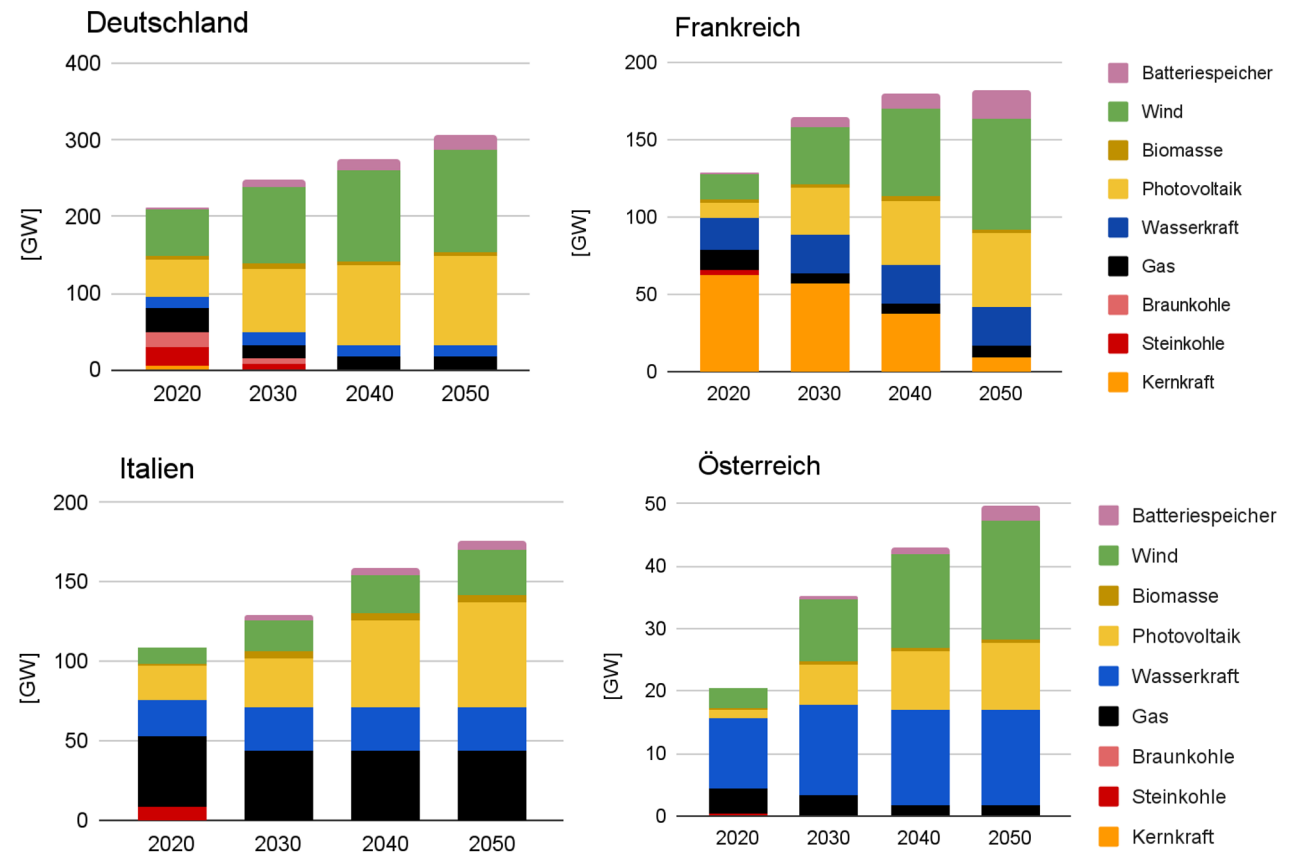 Deutschland
400
300
200
100
0
[GW]
2020 2030 2040 2050
Frankreich
200
150
100
50
0
[GW]
2020 2030 2040 2050
Batteriespeicher
Wind
Biomasse
Photovoltaik
Wasserkraft
Gas
Braunkohle
Steinkohle
Kernkraft
Italien
200
150
100
50
0
[GW]
2020 2030 2040 2050
Österreich
50
40
30
20
10
0
[GW]
2020 2030 2040 2050
Batteriespeicher
Wind
Biomasse
Photovoltaik
Wasserkraft
Gas
Braunkohle
Steinkohle
Kernkraft